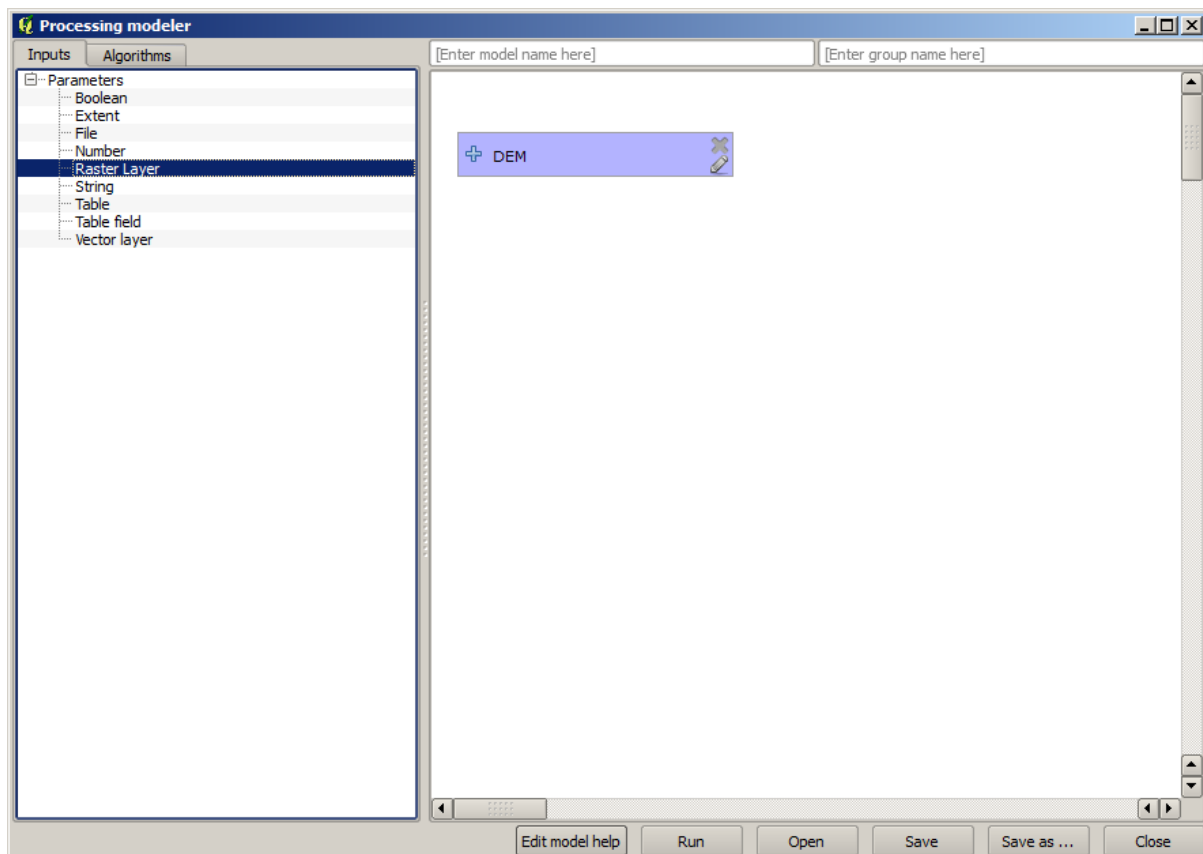 Processing modeler
Inputs Algorithms
[Enter model name here] [Enter group name here]
Parameters
Boolean
Extent
File
Number
Raster Layer
String
Table
Table field
Vector layer
DEM
Edit model help Run Open Save Save as ... Close